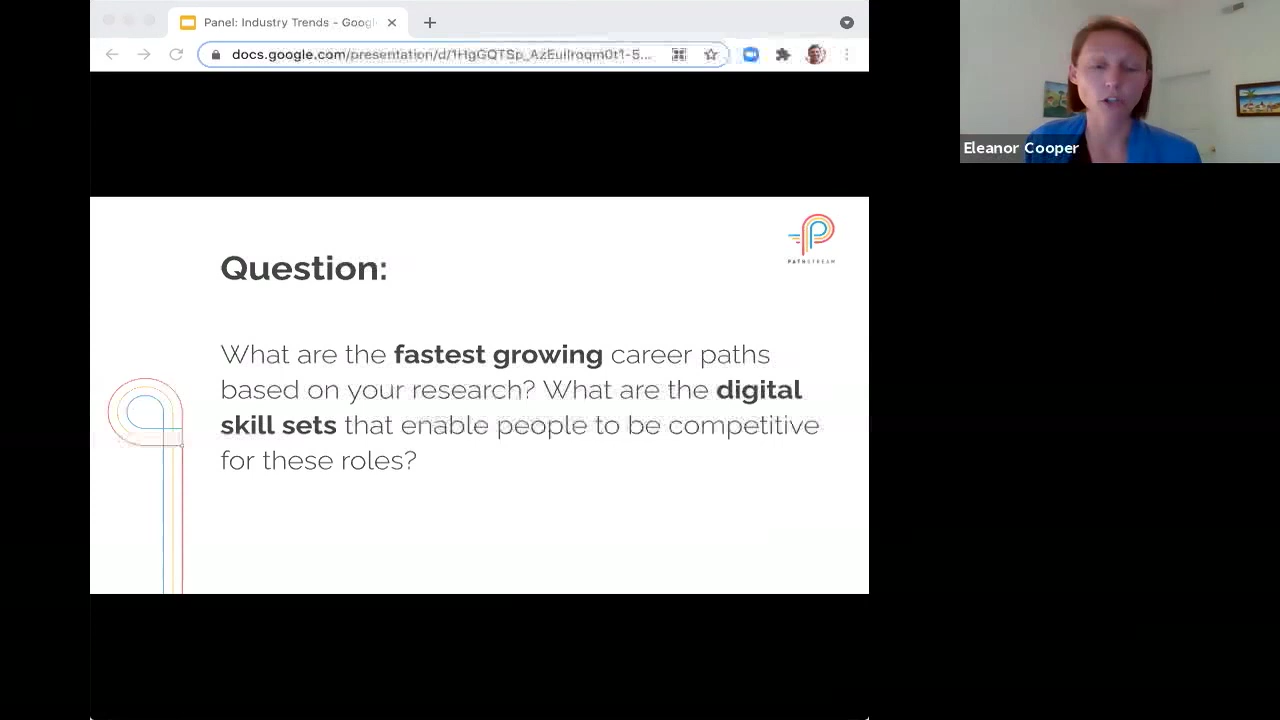 Panel: Industry Trends - Googl
docs.google.com/presentation/d/
Eleanor Cooper
PATHSTREAM
Question:
What are the fastest growing career paths
based on your research? What are the digital
skill sets that enable people to be competitive
for these roles?